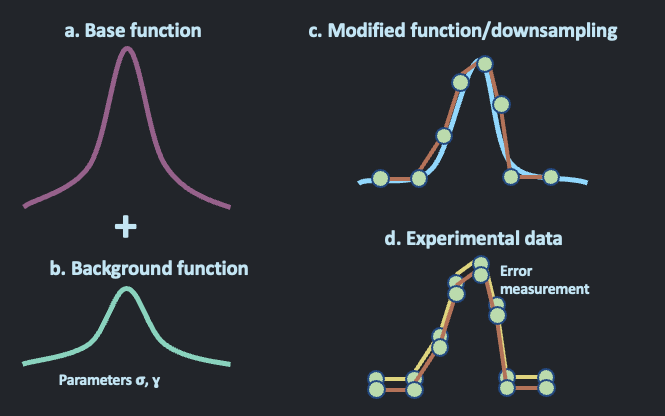 a. Base function
+
b. Background function
Parameters σ, γ
c. Modified function/downsampling
d. Experimental data
Error
measurement